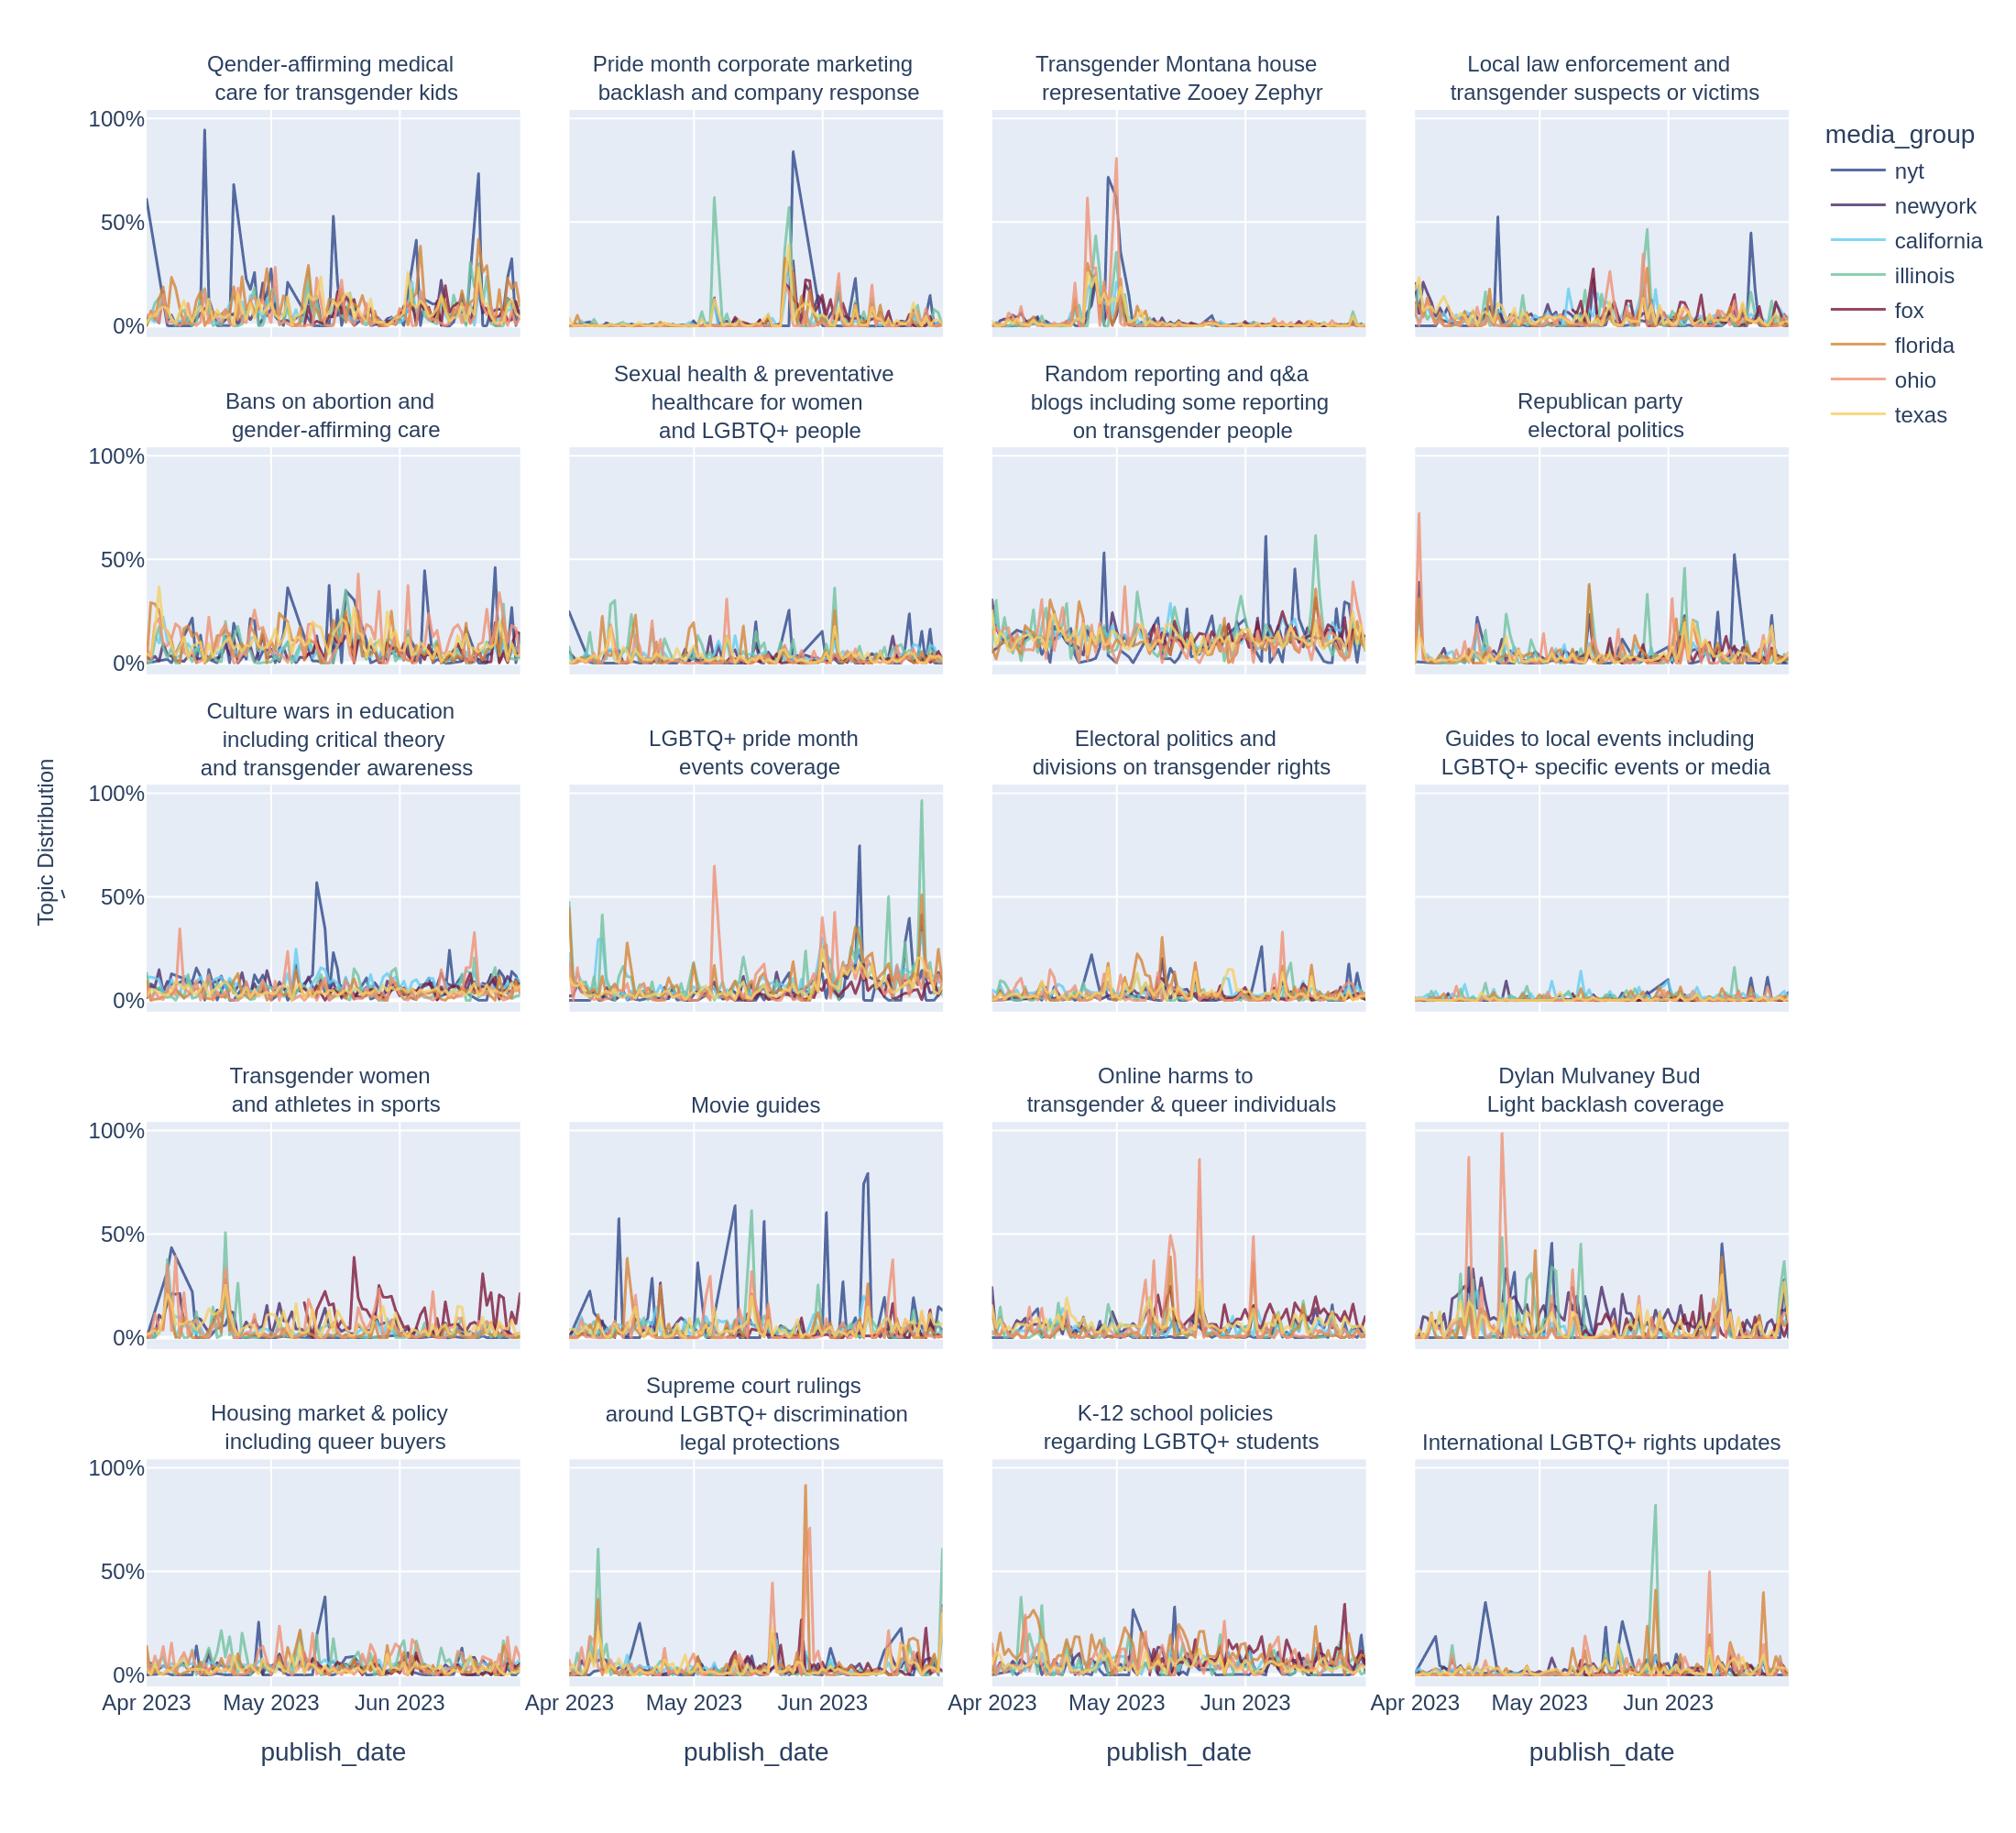 Qender-affirming medical
care for transgender kids
Pride month corporate marketing
backlash and company response
Transgender Montana house
representative Zooey Zephyr
Local law enforcement and
transgender suspects or victims
100%
50%
0%
media_group
nyt
newyork
california
illinois
fox
florida
ohio
texas
Bans on abortion and
gender-affirming care
Sexual health & preventative
healthcare for women
and LGBTQ+ people
Random reporting and q&a
blogs including some reporting
on transgender people
Republican party
electoral politics
100%
50%
0%
Culture wars in education
including critical theory
and transgender awareness
LGBTQ+ pride month
events coverage
Electoral politics and
divisions on transgender rights
Guides to local events including
LGBTQ+ specific events or media
Topic Distribution
100%
50%
0%
Transgender women
and athletes in sports
Movie guides
Online harms to
transgender & queer individuals
Dylan Mulvaney Bud
Light backlash coverage
100%
50%
0%
Housing market & policy
including queer buyers
Supreme court rulings
around LGBTQ+ discrimination
legal protections
K-12 school policies
regarding LGBTQ+ students
International LGBTQ+ rights updates
100%
50%
0%
Apr 2023 May 2023 Jun 2023
Apr 2023 May 2023 Jun 2023
Apr 2023 May 2023 Jun 2023
Apr 2023 May 2023 Jun 2023
publish_date
publish_date
publish_date
publish_date